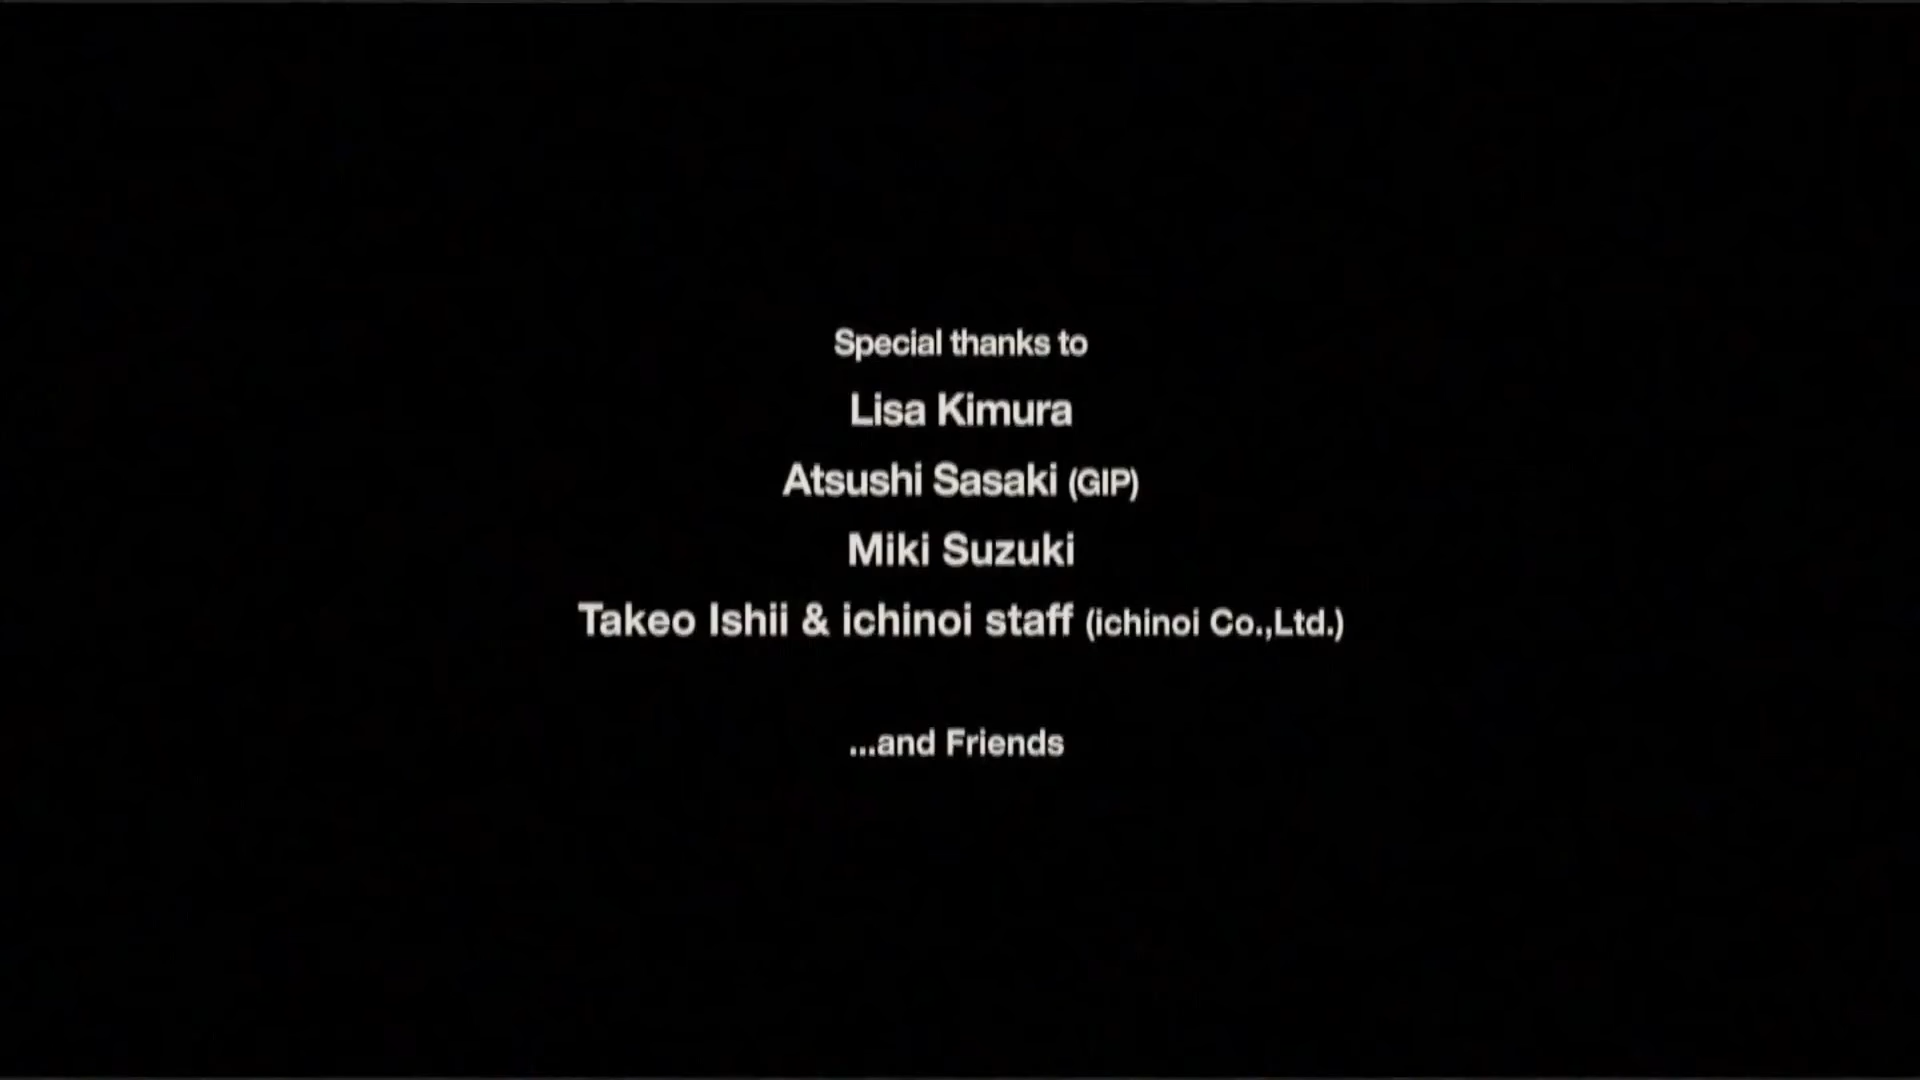 Special thanks to
Lisa Kimura
Atsushi Sasaki (GIP)
Miki Suzuki
Takeo Ishii & ichinoi staff (ichinoi Co.,Ltd.)
...and Friends